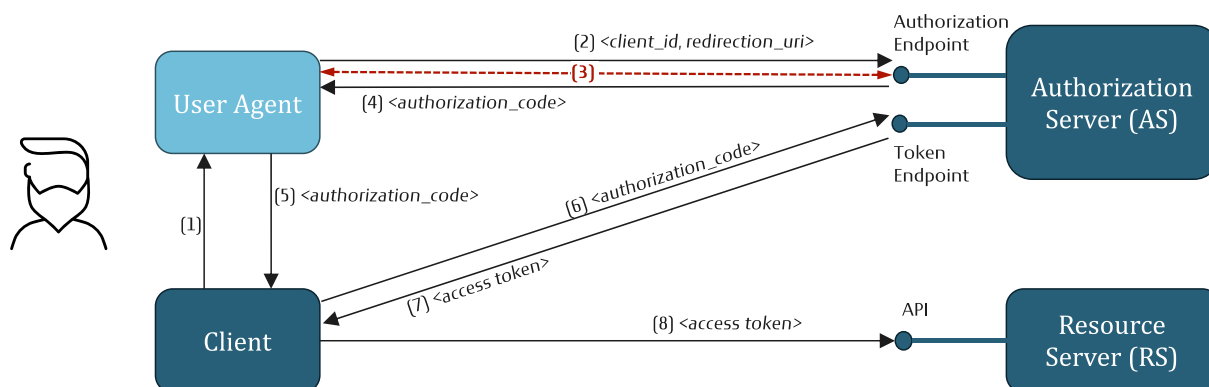 (2) <client_id, redirection_uri>
Authorization
Endpoint
(3)
User Agent
(4) <authorization_code>
Authorization
Server (AS)
Token
Endpoint
(5) <authorization_code>
(6) <authorization_code>
(1)
(7) <access token>
Client
(8) <access token>
API
Resource
Server (RS)